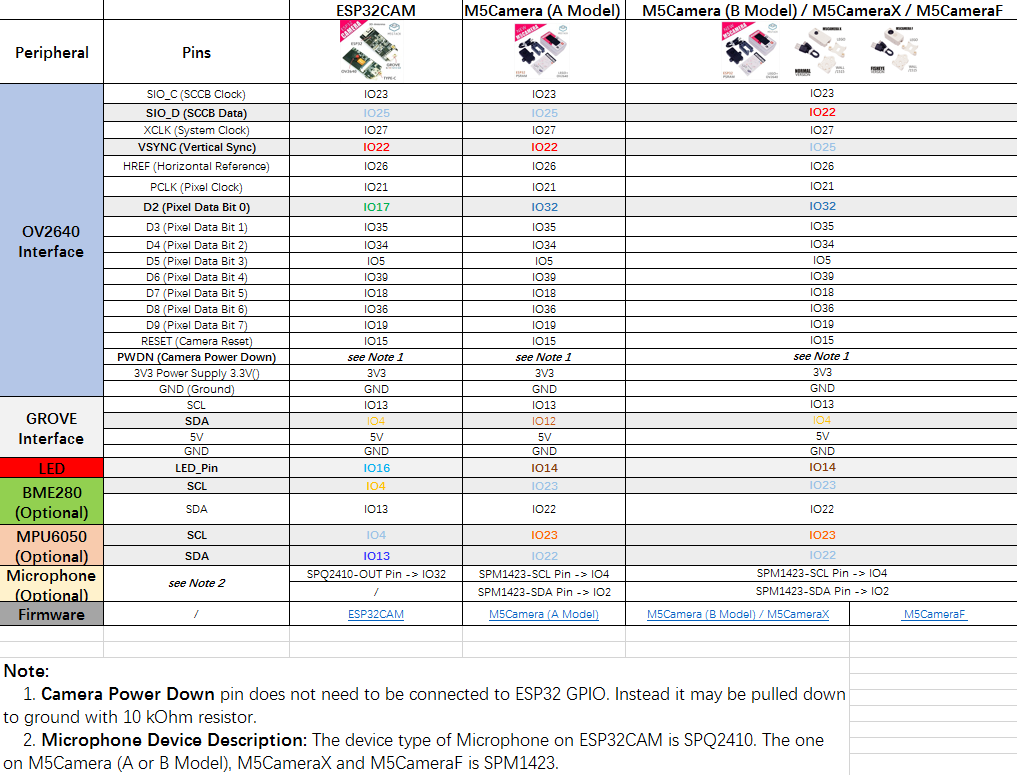 ESP32CAM M5Camera (A Model) M5Camera (B Model) / M5CameraX / M5CameraF
Peripheral Pins
SIO_C (SCCB Clock) IO23 IO23 IO23
SIO_D (SCCB Data) IO25 IO25 IO22
XCLK (System Clock) IO27 IO27 IO27
VSYNC (Vertical Sync) IO22 IO22 IO25
HREF (Horizontal Reference) IO26 IO26 IO26
PCLK (Pixel Clock) IO21 IO21 IO21
D2 (Pixel Data Bit 0) IO17 IO32 IO32
OV2640 Interface
D3 (Pixel Data Bit 1) IO35 IO35 IO35
D4 (Pixel Data Bit 2) IO34 IO34 IO34
D5 (Pixel Data Bit 3) IO5 IO5 IO5
D6 (Pixel Data Bit 4) IO39 IO39 IO39
D7 (Pixel Data Bit 5) IO18 IO18 IO18
D8 (Pixel Data Bit 6) IO36 IO36 IO36
D9 (Pixel Data Bit 7) IO19 IO19 IO19
RESET (Camera Reset) IO15 IO15 IO15
PWDN (Camera Power Down) see Note 1 see Note 1 see Note 1
3V3 Power Supply 3.3V() 3V3 3V3 3V3
GND (Ground) GND GND GND
GROVE Interface
SCL IO13 IO13 IO13
SDA IO4 IO12 IO4
5V 5V 5V 5V
GND GND GND GND
LED LED_Pin IO16 IO14 IO14
BME280 (Optional)
SCL IO4 IO23 IO23
SDA IO13 IO22 IO22
MPU6050 (Optional)
SCL IO4 IO23 IO23
SDA IO13 IO22 IO22
Microphone (Optional)
see Note 2
SPQ2410-OUT Pin -> IO32 SPM1423-SCL Pin -> IO4 SPM1423-SCL Pin -> IO4
/ SPM1423-SDA Pin -> IO2 SPM1423-SDA Pin -> IO2
Firmware / ESP32CAM M5Camera (A Model) M5Camera (B Model) / M5CameraX M5CameraF
Note:
1. Camera Power Down pin does not need to be connected to ESP32 GPIO. Instead it may be pulled down
to ground with 10 kOhm resistor.
2. Microphone Device Description: The device type of Microphone on ESP32CAM is SPQ2410. The one
on M5Camera (A or B Model), M5CameraX and M5CameraF is SPM1423.